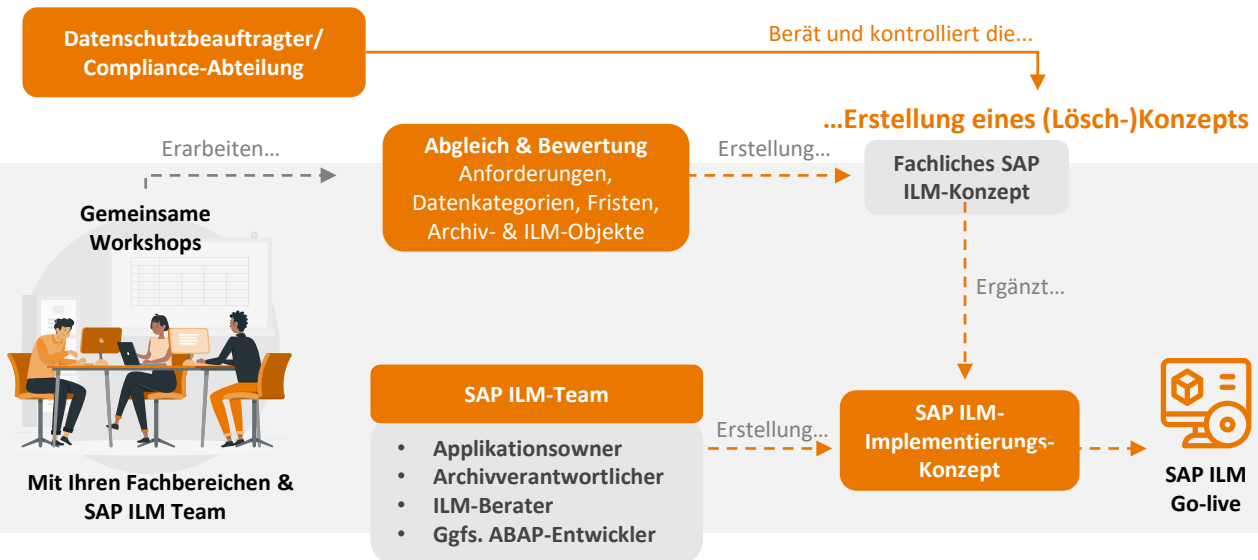 Datenschutzbeauftragter/
Compliance-Abteilung
Berät und kontrolliert die...
...Erstellung eines (Lösch-)Konzepts
Erarbeiten...
Abgleich & Bewertung
Anforderungen,
Datenkategorien, Fristen,
Archiv- & ILM-Objekte
Erstellung...
Fachliches SAP
ILM-Konzept
Gemeinsame
Workshops
Ergänzt...
Mit Ihren Fachbereichen &
SAP ILM Team
SAP ILM-Team
• Applikationsowner
• Archivverantwortlicher
• ILM-Berater
• Ggfs. ABAP-Entwickler
Erstellung...
SAP ILM-
Implementierungs-
Konzept
SAP ILM
Go-live